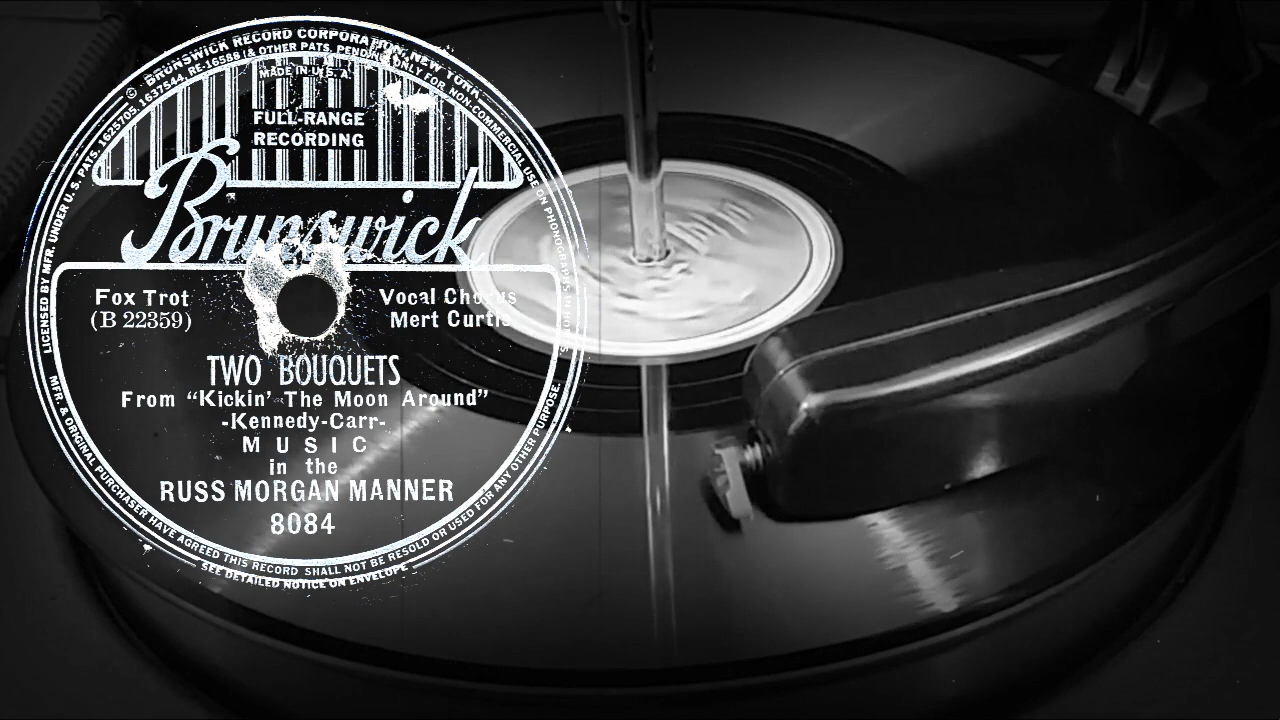 © BRUNSWICK RECORD CORPORATION, NEW YORK
LICENSED BY MFR. UNDER U.S. PATS. 1625705, 1637544, RE-16588 (& OTHER PATS. PENDING) ONLY FOR NON-COMMERCIAL USE ON PHONOGRAPHS IN HOMES.
MADE IN U.S.A.
FULL-RANGE
RECORDING
Brunswick
Fox Trot
(B 22359)
Vocal Chorus
Mert Curtis
TWO BOUQUETS
From “Kickin’ The Moon Around”
-Kennedy-Carr-
MUSIC
in the
RUSS MORGAN MANNER
8084
MFR. & ORIGINAL PURCHASER HAVE AGREED THIS RECORD SHALL NOT BE RESOLD OR USED FOR ANY OTHER PURPOSE.
SEE DETAILED NOTICE ON ENVELOPE